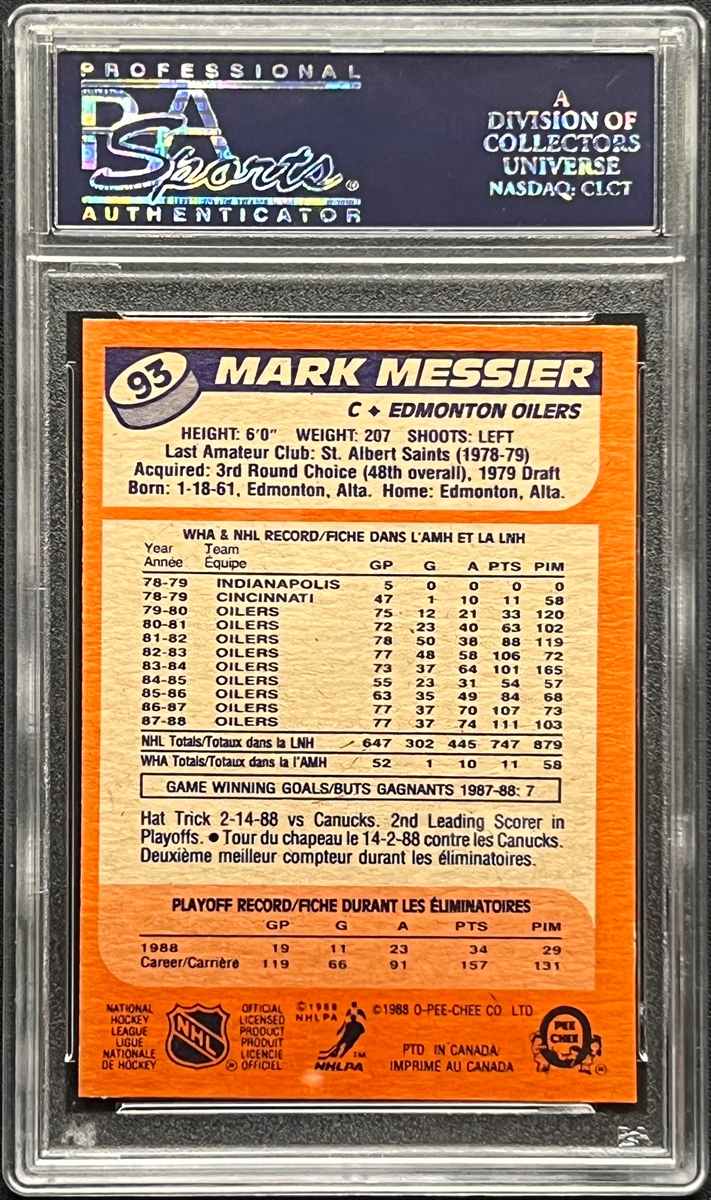 PROFESSIONAL
PSA
Sports
AUTHENTICATOR
A
DIVISION OF
COLLECTORS
UNIVERSE
NASDAQ: CLCT
93
MARK MESSIER
C ◆ EDMONTON OILERS
HEIGHT: 6'0" WEIGHT: 207 SHOOTS: LEFT
Last Amateur Club: St. Albert Saints (1978-79)
Acquired: 3rd Round Choice (48th overall), 1979 Draft
Born: 1-18-61, Edmonton, Alta. Home: Edmonton, Alta.
WHA & NHL RECORD/FICHE DANS L'AMH ET LA LNH
Year Team
Année Équipe GP G A PTS PIM
78-79 INDIANAPOLIS 5 0 0 0 0
78-79 CINCINNATI 47 1 10 11 58
79-80 OILERS 75 12 21 33 120
80-81 OILERS 72 23 40 63 102
81-82 OILERS 78 50 38 88 119
82-83 OILERS 77 48 58 106 72
83-84 OILERS 73 37 64 101 165
84-85 OILERS 55 23 31 54 57
85-86 OILERS 63 35 49 84 68
86-87 OILERS 77 37 70 107 73
87-88 OILERS 77 37 74 111 103
NHL Totals/Totaux dans la LNH 647 302 445 747 879
WHA Totals/Totaux dans la l'AMH 52 1 10 11 58
GAME WINNING GOALS/BUTS GAGNANTS 1987-88: 7
Hat Trick 2-14-88 vs Canucks. 2nd Leading Scorer in
Playoffs. ● Tour du chapeau le 14-2-88 contre les Canucks.
Deuxième meilleur compteur durant les éliminatoires.
PLAYOFF RECORD/FICHE DURANT LES ÉLIMINATOIRES
GP G A PTS PIM
1988 19 11 23 34 29
Career/Carrière 119 66 91 157 131
NATIONAL
HOCKEY
LEAGUE
LIGUE
NATIONALE
DE HOCKEY
NHL
®
OFFICIAL
LICENSED
PRODUCT
PRODUIT
LICENCIE
OFFICIEL
©1988
NHLPA
TM
NHLPA
©1988 O-PEE-CHEE CO. LTD
PTD. IN CANADA/
IMPRIMÉ AU CANADA
O
PEE
CHEE
®
PSA